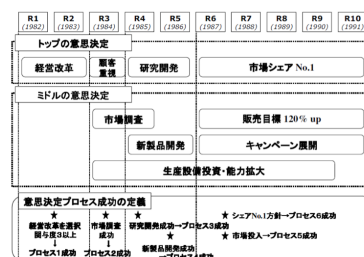 R1 R2 R3 R4 R5 R6 R7 R8 R9 R10
(1982) (1983) (1984) (1985) (1986) (1987) (1988) (1989) (1990) (1991)
トップの意思決定
経営改革 顧客重視 研究開発 市場シェア No.1
ミドルの意思決定
市場調査 販売目標 120% up
新製品開発 キャンペーン展開
生産設備投資・能力拡大
意思決定プロセス成功の定義
★ ★ ★ ★ シェアNo.1方針→プロセス6成功
経営改革を選択 市場調査 研究開発成功→プロセス3成功
関与度3以上 成功 ★ ★ 市場投入→プロセス5成功
↓ ↓ 新製品開発成功
プロセス1成功 プロセス2成功